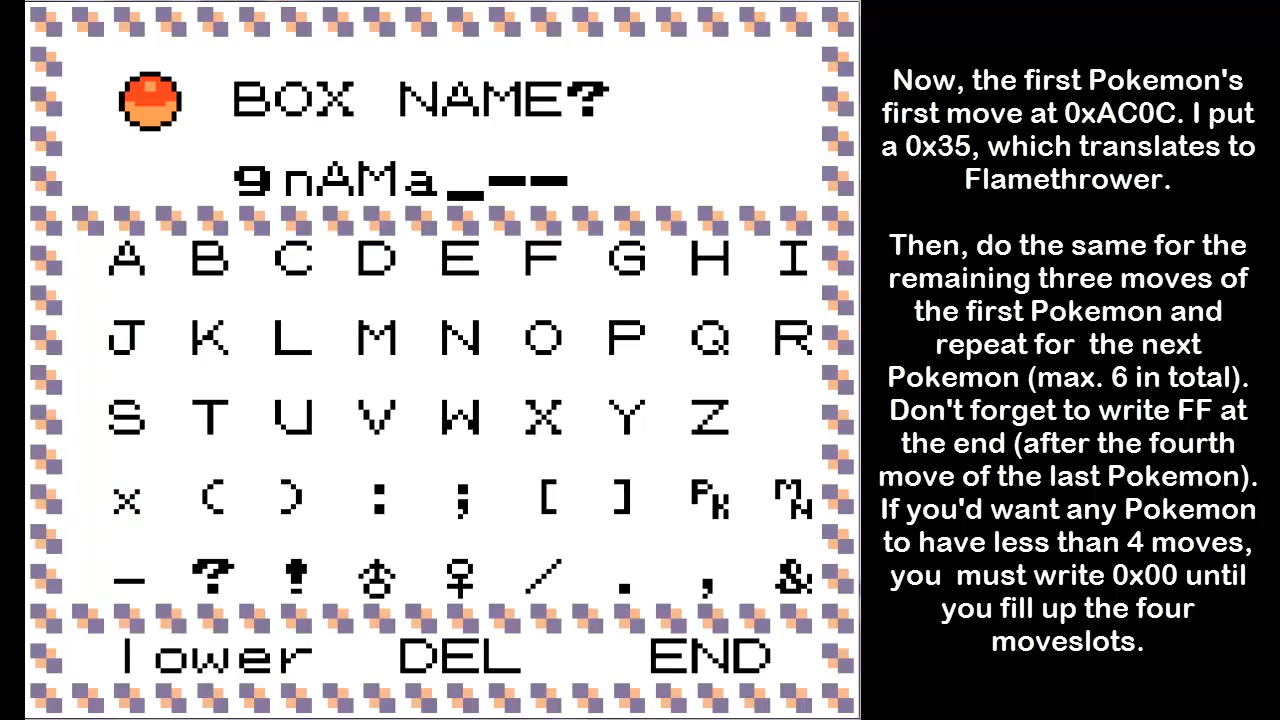 BOX NAME?
9nAMa_--
A B C D E F G H I
J K L M N O P Q R
S T U V W X Y Z
× ( ) : ; [ ] PK MN
- ? ! ♂ ♀ / . , &
lower DEL END
Now, the first Pokemon's
first move at 0xAC0C. I put
a 0x35, which translates to
Flamethrower.
Then, do the same for the
remaining three moves of
the first Pokemon and
repeat for the next
Pokemon (max. 6 in total).
Don't forget to write FF at
the end (after the fourth
move of the last Pokemon).
If you'd want any Pokemon
to have less than 4 moves,
you must write 0x00 until
you fill up the four
moveslots.